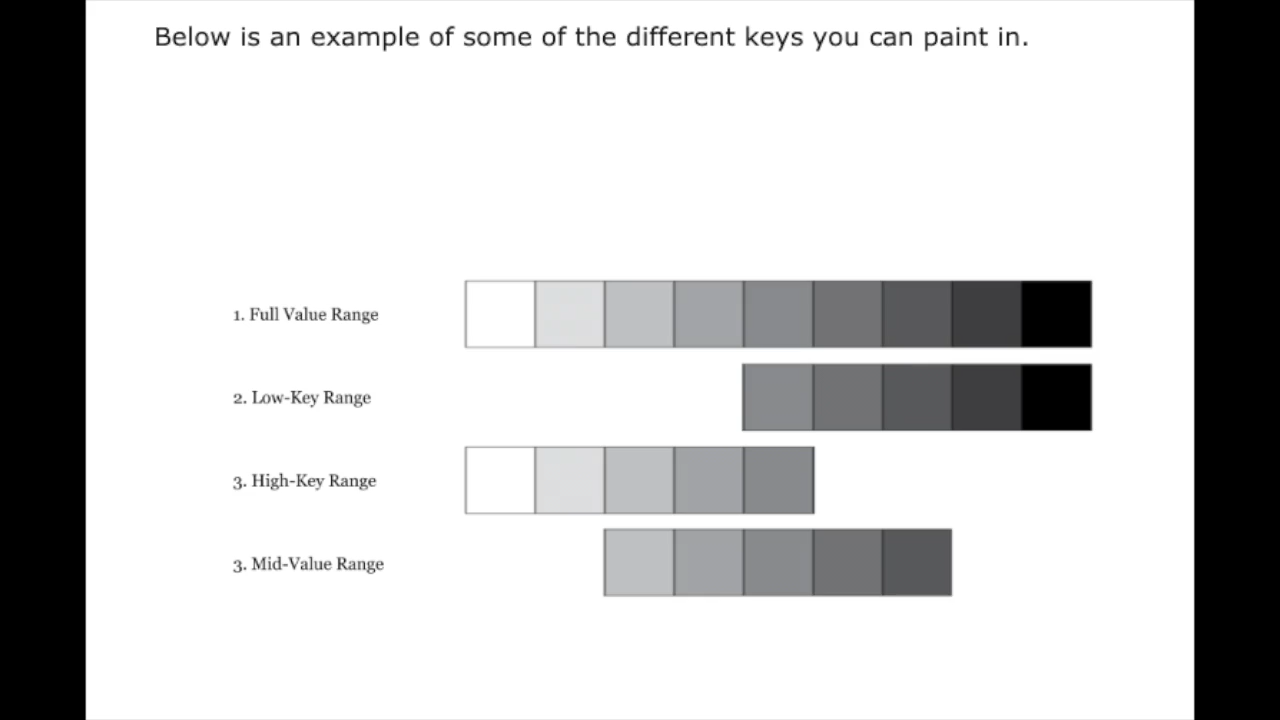 Below is an example of some of the different keys you can paint in.
1. Full Value Range
2. Low-Key Range
3. High-Key Range
3. Mid-Value Range